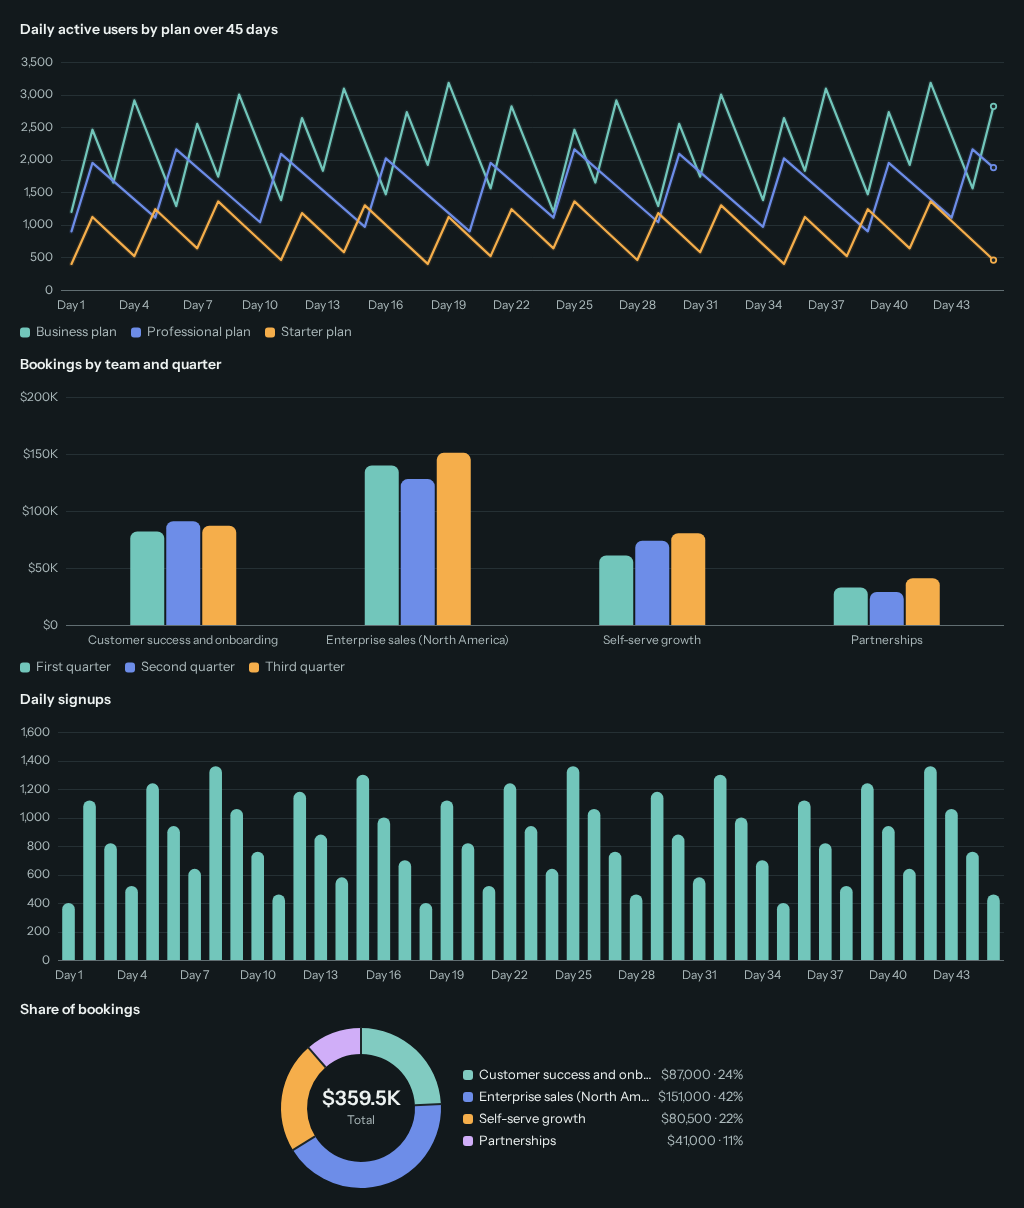 Daily active users by plan over 45 days
3,500
3,000
2,500
2,000
1,500
1,000
500
0
Day 1 Day 4 Day 7 Day 10 Day 13 Day 16 Day 19 Day 22 Day 25 Day 28 Day 31 Day 34 Day 37 Day 40 Day 43
Business plan Professional plan Starter plan
Bookings by team and quarter
$200K
$150K
$100K
$50K
$0
Customer success and onboarding Enterprise sales (North America) Self-serve growth Partnerships
First quarter Second quarter Third quarter
Daily signups
1,600
1,400
1,200
1,000
800
600
400
200
0
Day 1 Day 4 Day 7 Day 10 Day 13 Day 16 Day 19 Day 22 Day 25 Day 28 Day 31 Day 34 Day 37 Day 40 Day 43
Share of bookings
$359.5K
Total
Customer success and onb... $87,000 · 24%
Enterprise sales (North Am... $151,000 · 42%
Self-serve growth $80,500 · 22%
Partnerships $41,000 · 11%